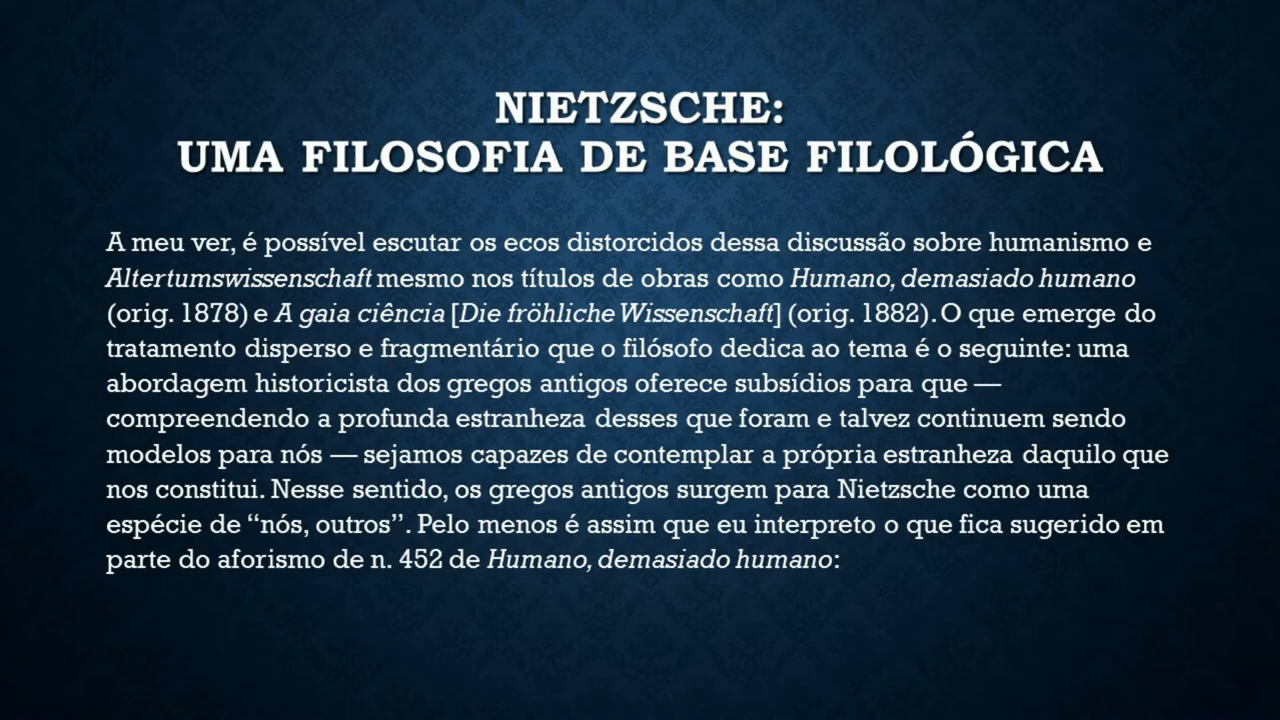 NIETZSCHE:
UMA FILOSOFIA DE BASE FILOLÓGICA
A meu ver, é possível escutar os ecos distorcidos dessa discussão sobre humanismo e
Altertumswissenschaft mesmo nos títulos de obras como Humano, demasiado humano
(orig. 1878) e A gaia ciência [Die fröhliche Wissenschaft] (orig. 1882). O que emerge do
tratamento disperso e fragmentário que o filósofo dedica ao tema é o seguinte: uma
abordagem historicista dos gregos antigos oferece subsídios para que —
compreendendo a profunda estranheza desses que foram e talvez continuem sendo
modelos para nós — sejamos capazes de contemplar a própria estranheza daquilo que
nos constitui. Nesse sentido, os gregos antigos surgem para Nietzsche como uma
espécie de “nós, outros”. Pelo menos é assim que eu interpreto o que fica sugerido em
parte do aforismo de n. 452 de Humano, demasiado humano: